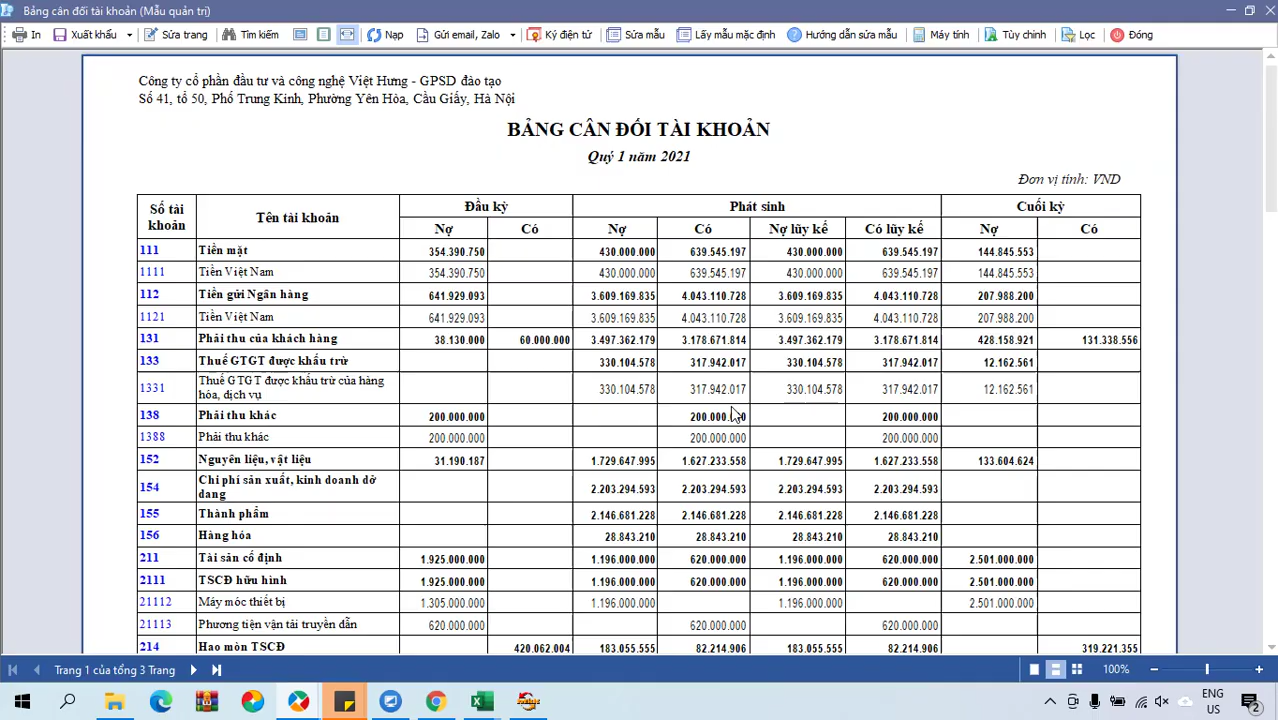 Bảng cân đối tài khoản (Mẫu quản trị)
In Xuất khẩu Sửa trang Tìm kiếm Nạp Gửi email, Zalo Ký điện tử Sửa mẫu Lấy mẫu mặc định Hướng dẫn sửa mẫu Máy tính Tùy chỉnh Lọc Đóng
Công ty cổ phần đầu tư và công nghệ Việt Hưng - GPSD đào tạo
Số 41, tổ 50, Phố Trung Kính, Phường Yên Hòa, Cầu Giấy, Hà Nội
BẢNG CÂN ĐỐI TÀI KHOẢN
Quý 1 năm 2021
Đơn vị tính: VND
Số tài khoản Tên tài khoản Đầu kỳ Phát sinh Cuối kỳ
Nợ Có Nợ Có Nợ lũy kế Có lũy kế Nợ Có
111 Tiền mặt 354.390.750 430.000.000 639.545.197 430.000.000 639.545.197 144.845.553
1111 Tiền Việt Nam 354.390.750 430.000.000 639.545.197 430.000.000 639.545.197 144.845.553
112 Tiền gửi Ngân hàng 641.929.093 3.609.169.835 4.043.110.728 3.609.169.835 4.043.110.728 207.988.200
1121 Tiền Việt Nam 641.929.093 3.609.169.835 4.043.110.728 3.609.169.835 4.043.110.728 207.988.200
131 Phải thu của khách hàng 38.130.000 60.000.000 3.497.362.179 3.178.671.814 3.497.362.179 3.178.671.814 428.158.921 131.338.556
133 Thuế GTGT được khấu trừ 330.104.578 317.942.017 330.104.578 317.942.017 12.162.561
1331 Thuế GTGT được khấu trừ của hàng hóa, dịch vụ 330.104.578 317.942.017 330.104.578 317.942.017 12.162.561
138 Phải thu khác 200.000.000 200.000.000 200.000.000
1388 Phải thu khác 200.000.000 200.000.000 200.000.000
152 Nguyên liệu, vật liệu 31.190.187 1.729.647.995 1.627.233.558 1.729.647.995 1.627.233.558 133.604.624
154 Chi phí sản xuất, kinh doanh dở dang 2.203.294.593 2.203.294.593 2.203.294.593 2.203.294.593
155 Thành phẩm 2.146.681.228 2.146.681.228 2.146.681.228 2.146.681.228
156 Hàng hóa 28.843.210 28.843.210 28.843.210 28.843.210
211 Tài sản cố định 1.925.000.000 1.196.000.000 620.000.000 1.196.000.000 620.000.000 2.501.000.000
2111 TSCĐ hữu hình 1.925.000.000 1.196.000.000 620.000.000 1.196.000.000 620.000.000 2.501.000.000
21112 Máy móc thiết bị 1.305.000.000 1.196.000.000 1.196.000.000 2.501.000.000
21113 Phương tiện vận tải truyền dẫn 620.000.000 620.000.000 620.000.000
214 Hao mòn TSCĐ 420.062.004 183.055.555 82.214.906 183.055.555 82.214.906 319.221.355
Trang 1 của tổng 3 Trang 100%
ENG
US
2